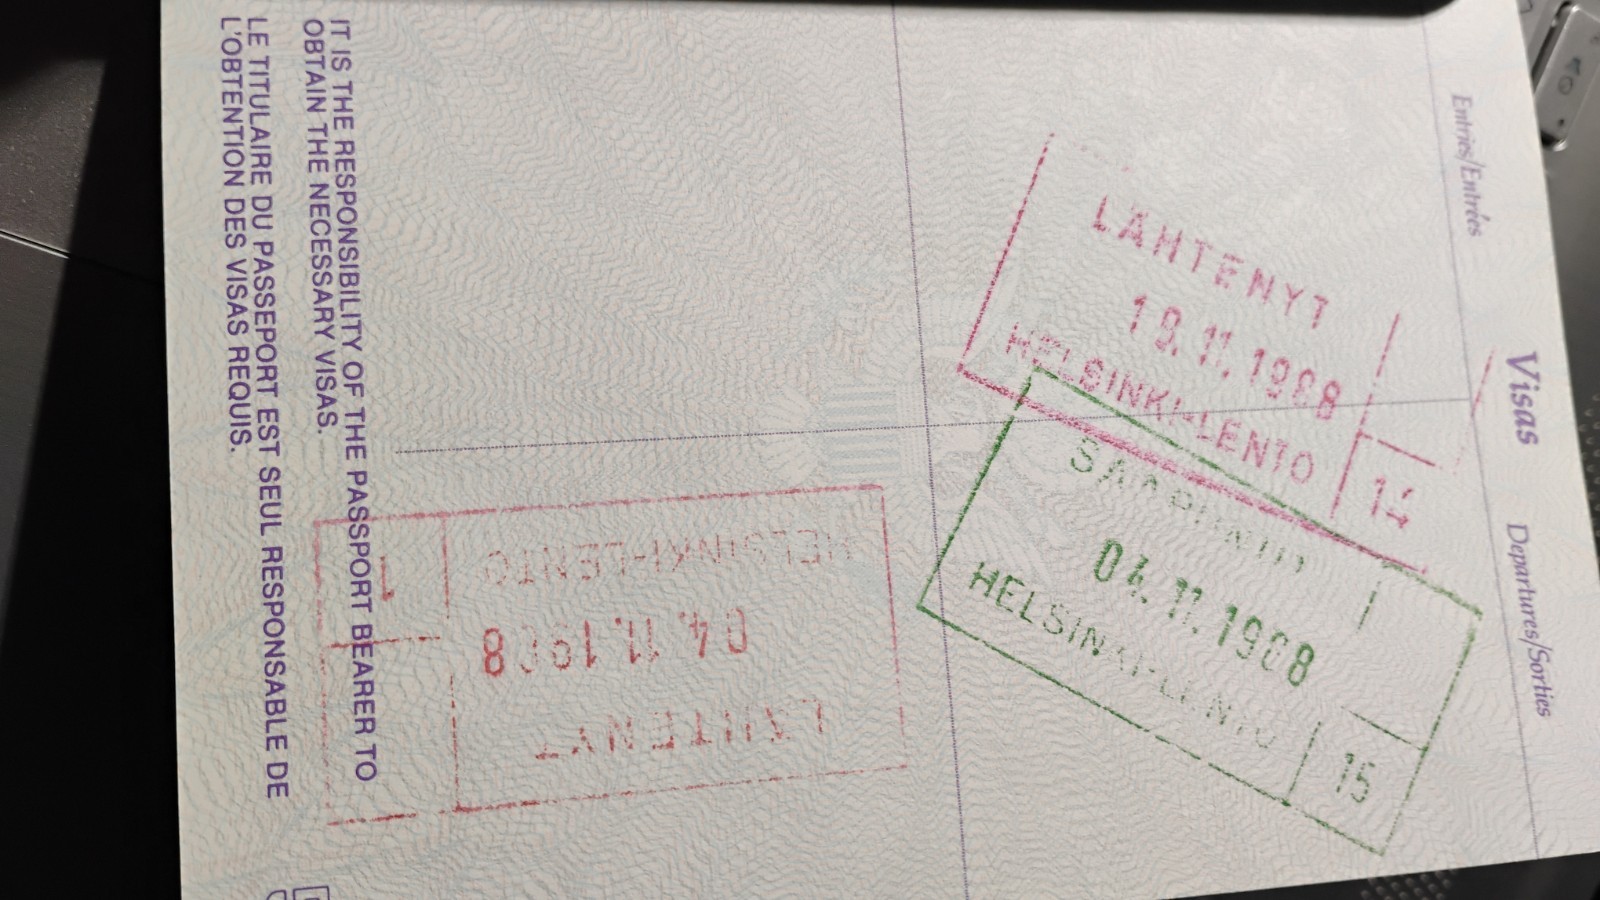 Visas
Entries/Entrées
Departures/Sorties
LÄHTENYT
19.11.1988
HELSINKI-LENTO
14
SAAPUNUT
04.11.1988
HELSINKI-LENTO
15
HELSINKI-LENTO
04.11.1988
LÄHTENYT
1
IT IS THE RESPONSIBILITY OF THE PASSPORT BEARER TO
OBTAIN THE NECESSARY VISAS.
LE TITULAIRE DU PASSEPORT EST SEUL RESPONSABLE DE
L'OBTENTION DES VISAS REQUIS.